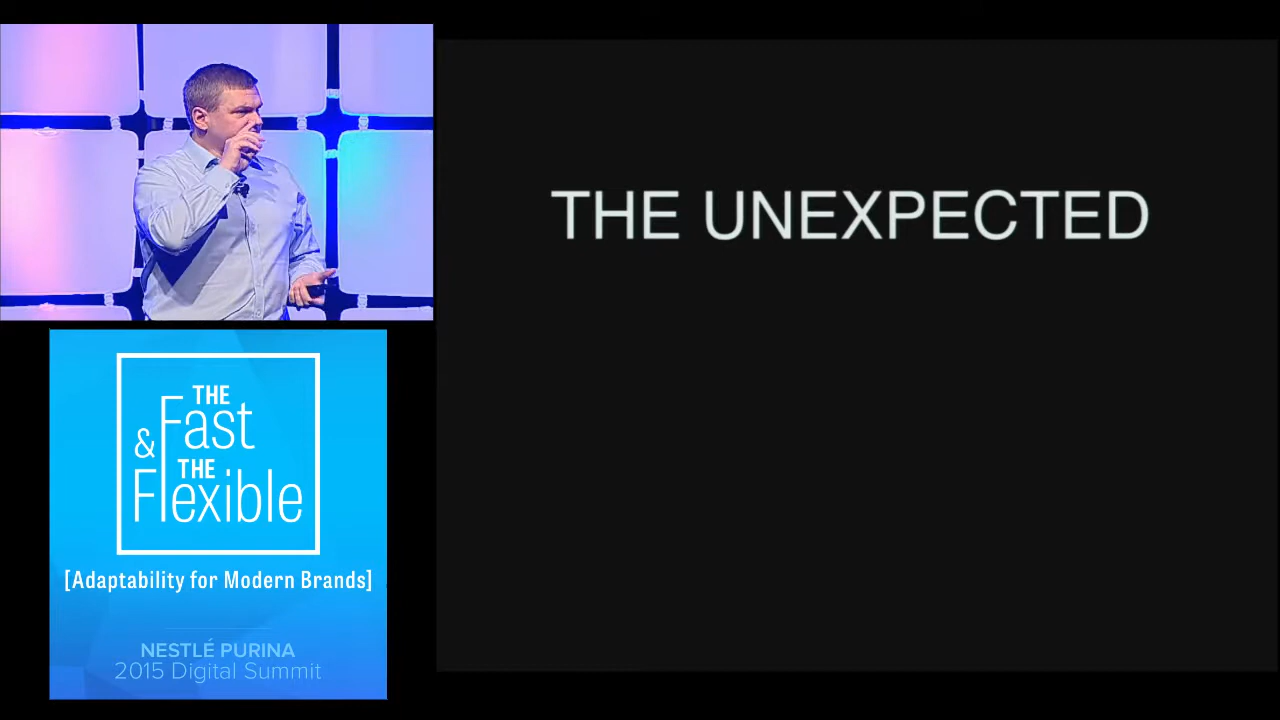 THE UNEXPECTED
THE
Fast
&
THE
Flexible
[Adaptability for Modern Brands]
NESTLÉ PURINA
2015 Digital Summit